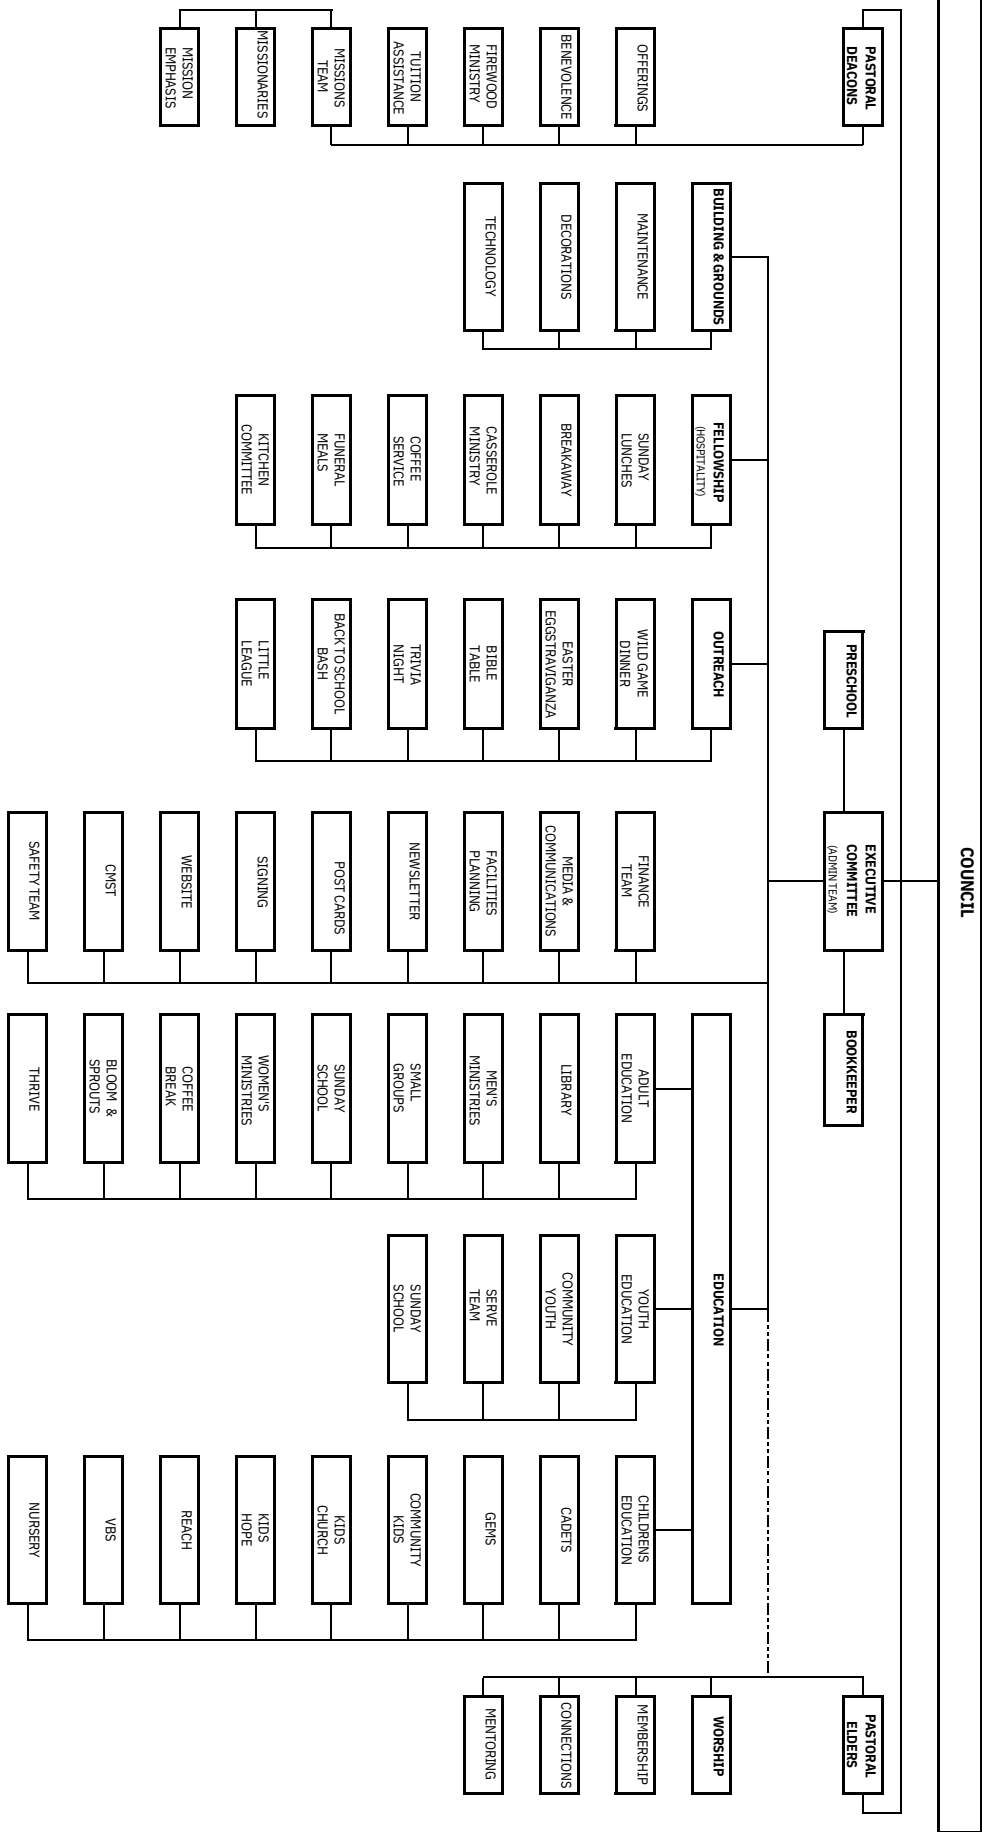 COUNCIL
PASTORAL
DEACONS
EXECUTIVE
COMMITTEE
(ADMIN TEAM)
PASTORAL
ELDERS
PRESCHOOL
BOOKKEEPER
OFFERINGS
BENEVOLENCE
FIREWOOD
MINISTRY
TUITION
ASSISTANCE
MISSIONS
TEAM
MISSIONARIES
MISSION
EMPHASIS
BUILDING & GROUNDS
MAINTENANCE
DECORATIONS
TECHNOLOGY
FELLOWSHIP
(HOSPITALITY)
SUNDAY
LUNCHES
BREAKAWAY
CASSEROLE
MINISTRY
COFFEE
SERVICE
FUNERAL
MEALS
KITCHEN
COMMITTEE
OUTREACH
WILD GAME
DINNER
EASTER
EGGSTRAVIGANZA
BIBLE
TABLE
TRIVIA
NIGHT
BACK TO SCHOOL
BASH
LITTLE
LEAGUE
FINANCE
TEAM
MEDIA &
COMMUNICATIONS
FACILITIES
PLANNING
NEWSLETTER
POST CARDS
SIGNING
WEBSITE
CMST
SAFETY TEAM
EDUCATION
ADULT
EDUCATION
LIBRARY
MEN'S
MINISTRIES
SMALL
GROUPS
SUNDAY
SCHOOL
WOMEN'S
MINISTRIES
COFFEE
BREAK
BLOOM &
SPROUTS
THRIVE
YOUTH
EDUCATION
COMMUNITY
YOUTH
SERVE
TEAM
SUNDAY
SCHOOL
CHILDRENS
EDUCATION
CADETS
GEMS
COMMUNITY
KIDS
KIDS
CHURCH
KIDS
HOPE
REACH
VBS
NURSERY
WORSHIP
MEMBERSHIP
CONNECTIONS
MENTORING